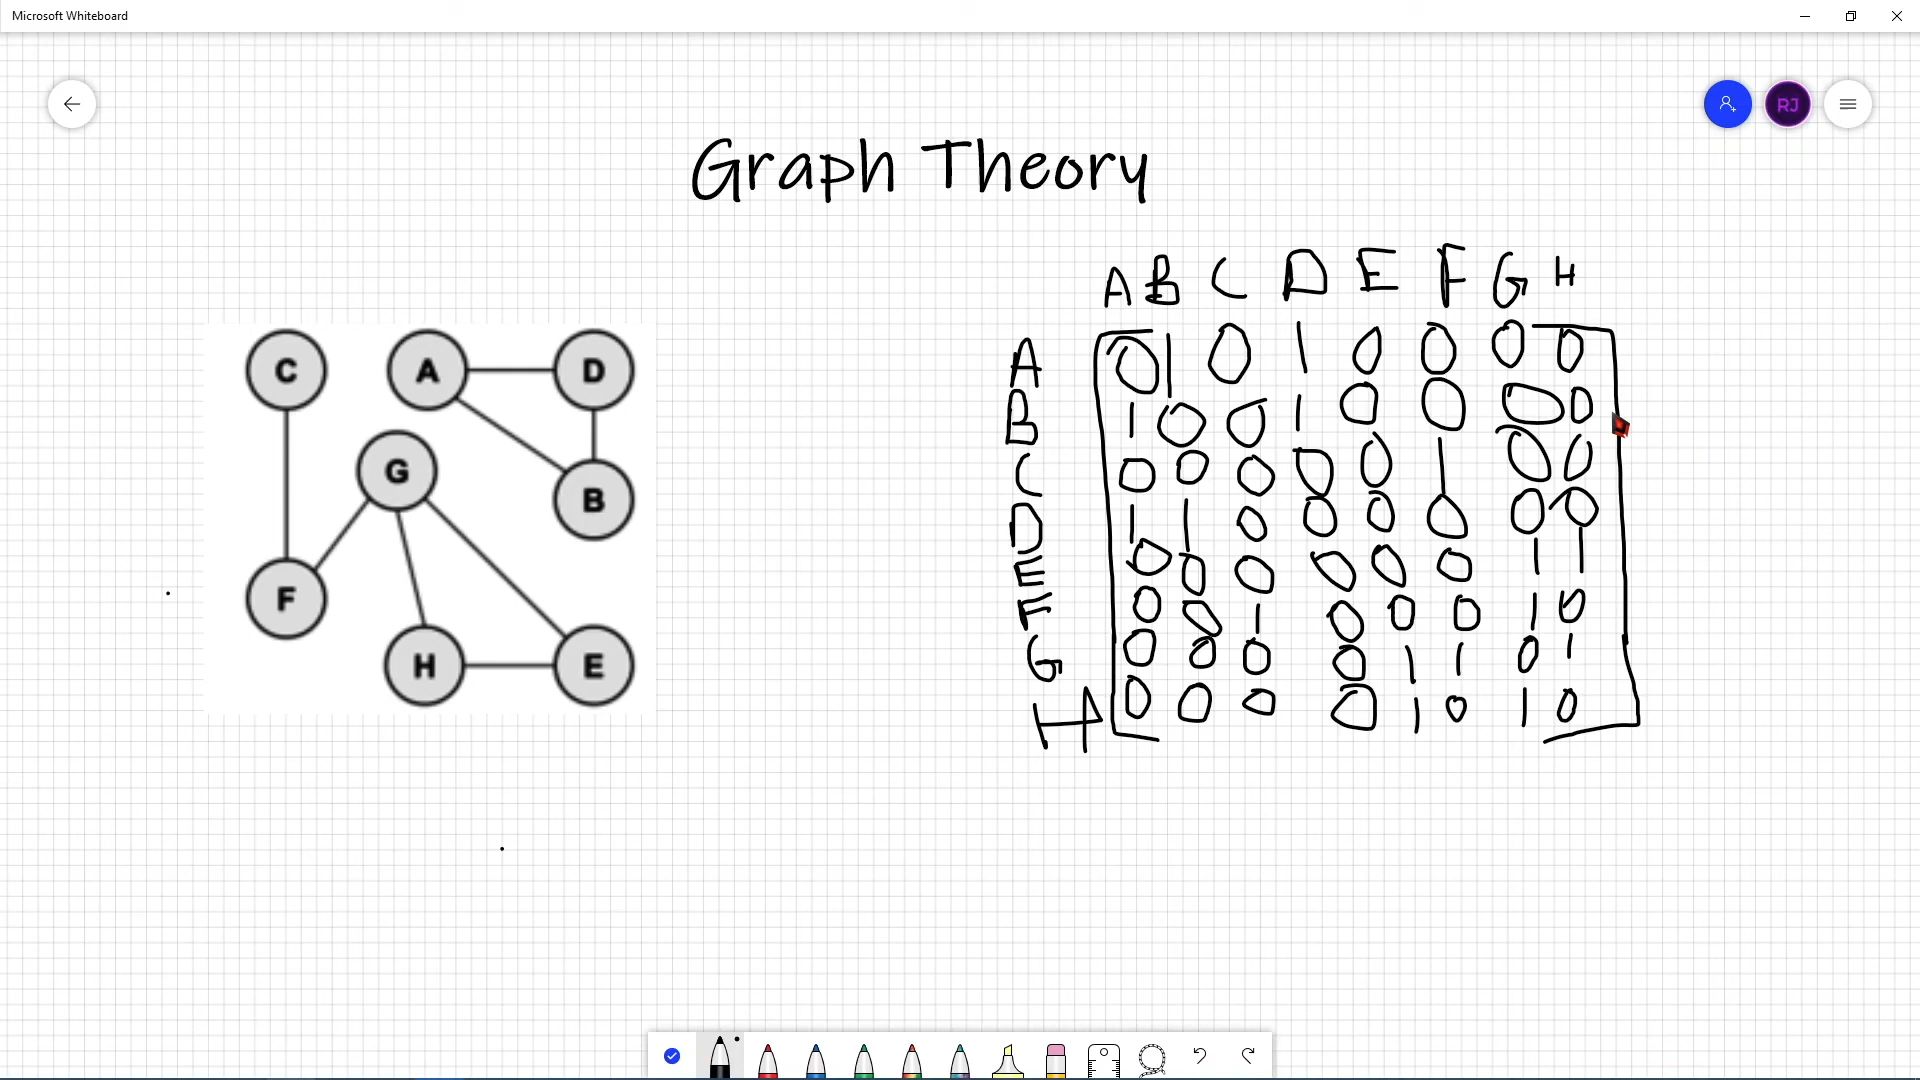 Microsoft Whiteboard
RJ
Graph Theory
A B C D E F G H
A 0 1 0 1 0 0 0 0
B 1 0 0 1 0 0 0 0
C 0 0 0 0 0 1 0 0
D 1 1 0 0 0 0 0 0
E 0 0 0 0 0 0 1 1
F 0 0 1 0 0 0 1 0
G 0 0 0 0 1 1 0 1
H 0 0 0 0 1 0 1 0
C A D
G
B
F
H E